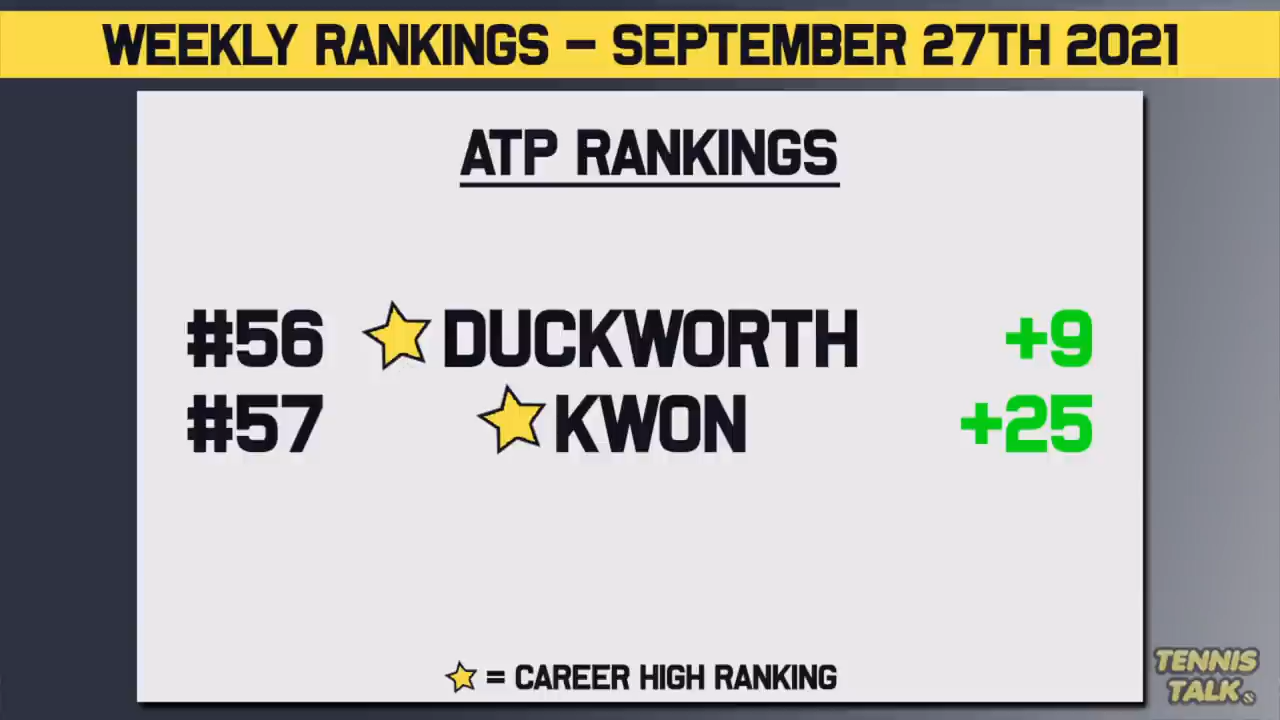 WEEKLY RANKINGS – SEPTEMBER 27TH 2021
ATP RANKINGS
#56 DUCKWORTH +9
#57 KWON +25
= CAREER HIGH RANKING
TENNIS
TALK